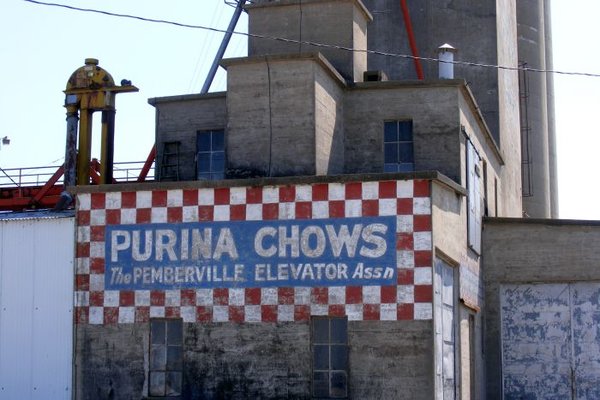 PURINA CHOWS
The PEMBERVILLE ELEVATOR Assn